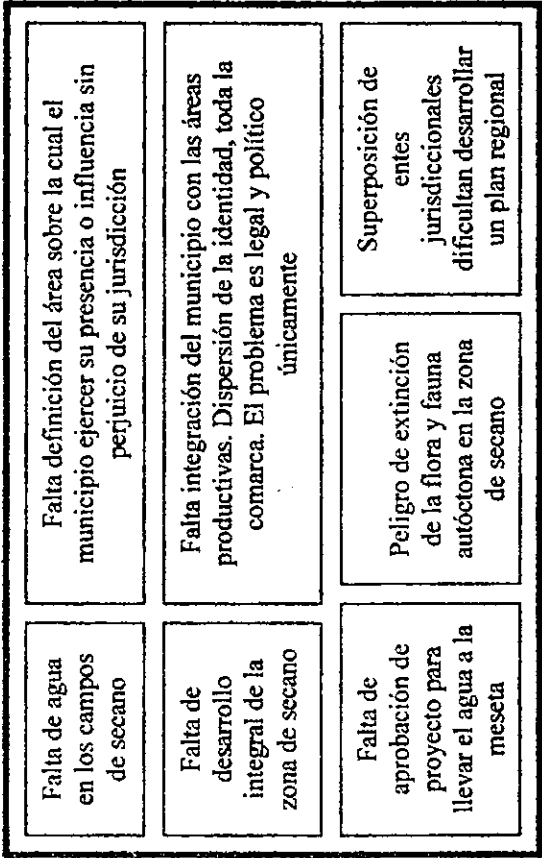 Falta de agua
en los campos
de secano
Falta definición del área sobre la cual el
municipio ejercer su presencia o influencia sin
perjuicio de su jurisdicción
Falta de
desarrollo
integral de la
zona de secano
Falta integración del municipio con las áreas
productivas. Dispersión de la identidad, toda la
comarca. El problema es legal y político
únicamente
Falta de
aprobación de
proyecto para
llevar el agua a la
meseta
Peligro de extinción
de la flora y fauna
autóctona en la zona
de secano
Superposición de
entes
jurisdiccionales
dificultan desarrollar
un plan regional